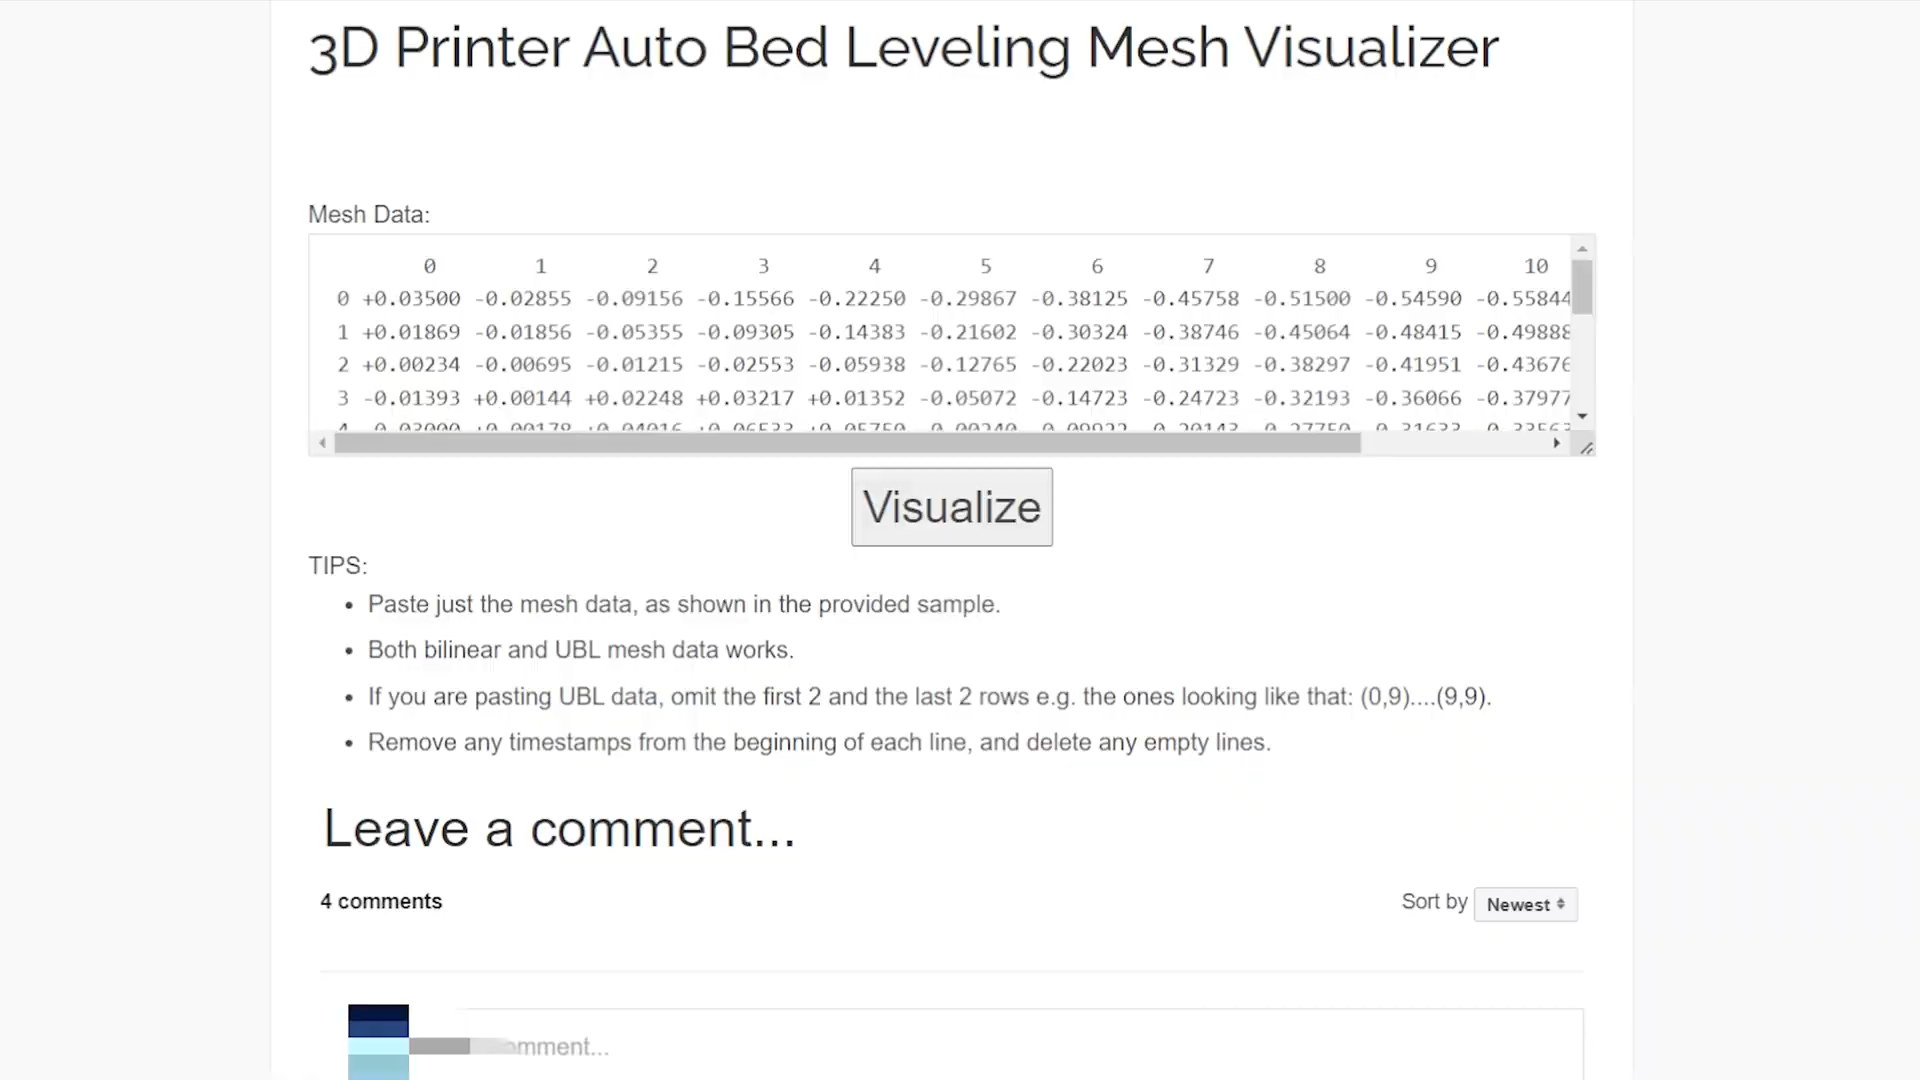 3D Printer Auto Bed Leveling Mesh Visualizer
Mesh Data:
0 1 2 3 4 5 6 7 8 9 10
0 +0.03500 -0.02855 -0.09156 -0.15566 -0.22250 -0.29867 -0.38125 -0.45758 -0.51500 -0.54590 -0.55844
1 +0.01869 -0.01856 -0.05355 -0.09305 -0.14383 -0.21602 -0.30324 -0.38746 -0.45064 -0.48415 -0.49888
2 +0.00234 -0.00695 -0.01215 -0.02553 -0.05938 -0.12765 -0.22023 -0.31329 -0.38297 -0.41951 -0.43676
3 -0.01393 +0.00144 +0.02248 +0.03217 +0.01352 -0.05072 -0.14723 -0.24723 -0.32193 -0.36066 -0.37977
Visualize
TIPS:
• Paste just the mesh data, as shown in the provided sample.
• Both bilinear and UBL mesh data works.
• If you are pasting UBL data, omit the first 2 and the last 2 rows e.g. the ones looking like that: (0,9)....(9,9).
• Remove any timestamps from the beginning of each line, and delete any empty lines.
Leave a comment...
4 comments
Sort by Newest